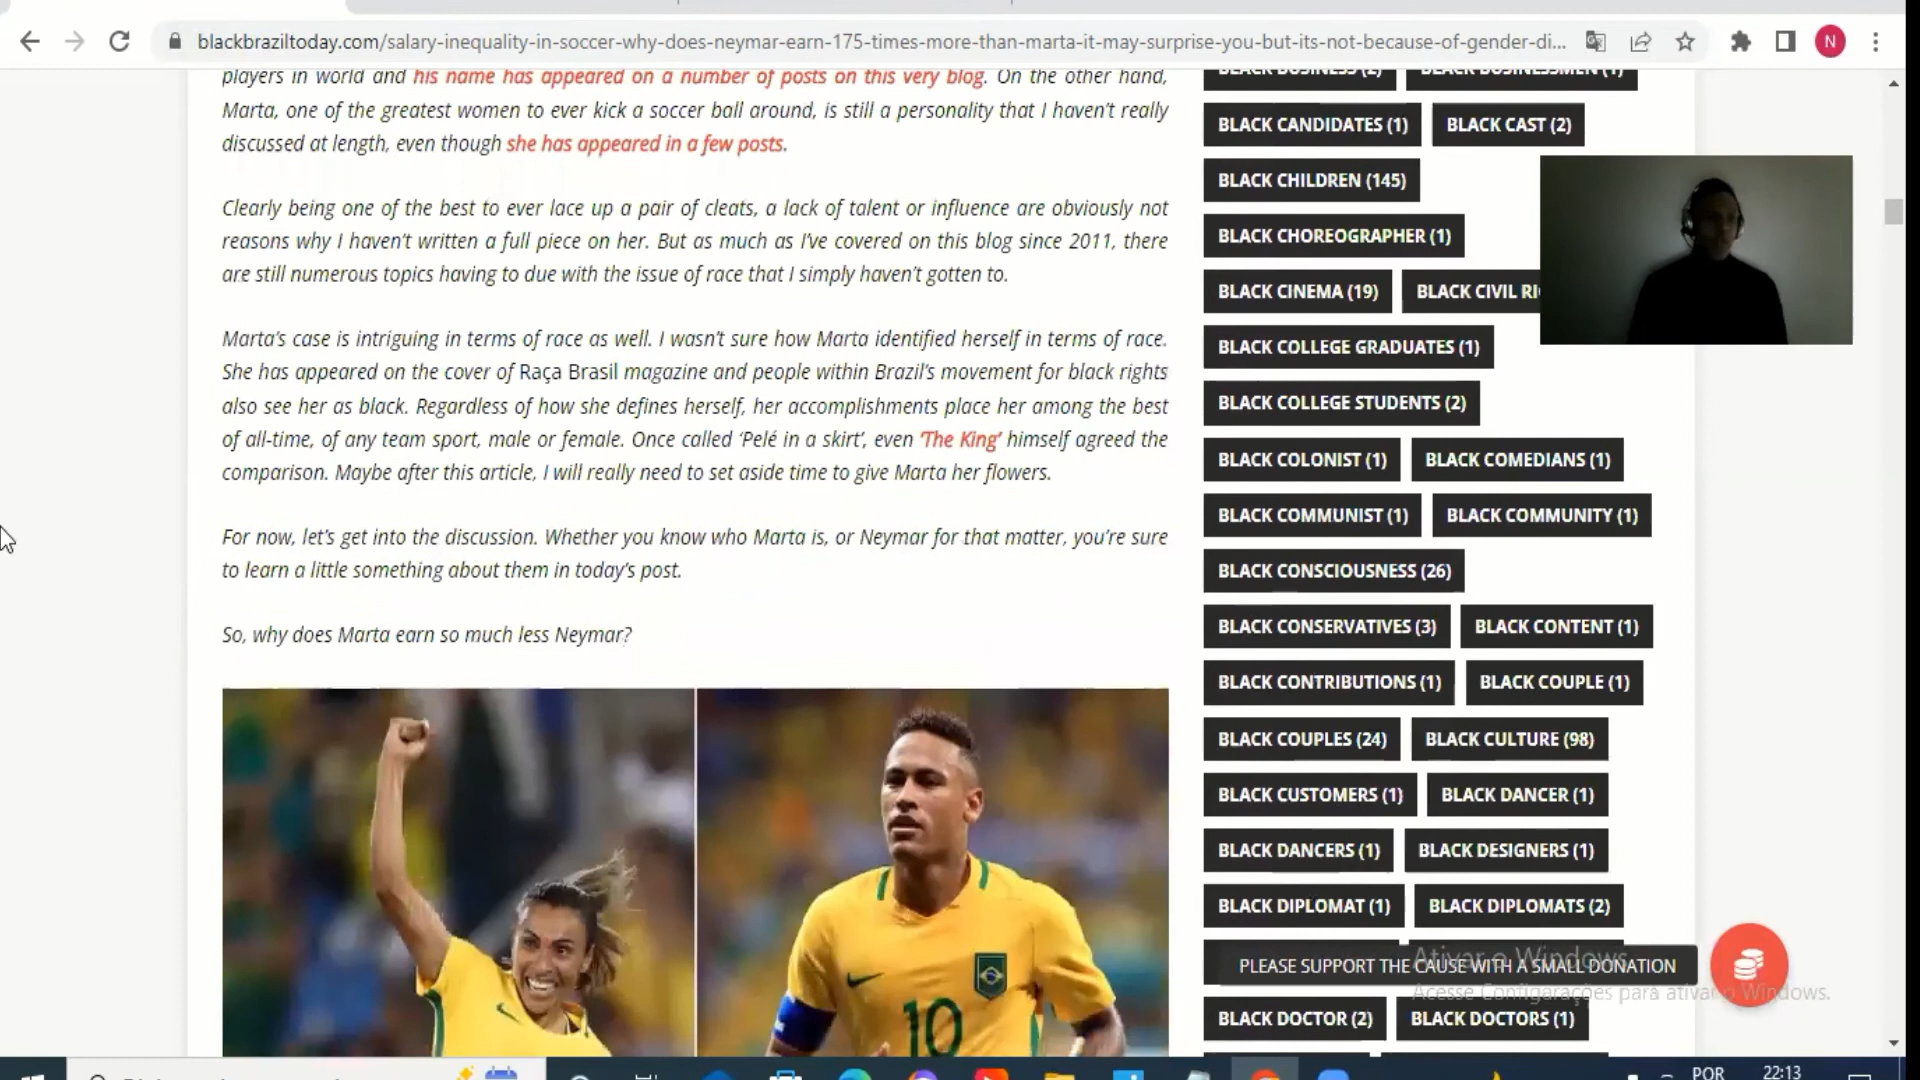 blackbraziltoday.com/salary-inequality-in-soccer-why-does-neymar-earn-175-times-more-than-marta-it-may-surprise-you-but-its-not-because-of-gender-di...
N
players in world and his name has appeared on a number of posts on this very blog. On the other hand,
Marta, one of the greatest women to ever kick a soccer ball around, is still a personality that I haven't really
discussed at length, even though she has appeared in a few posts.
Clearly being one of the best to ever lace up a pair of cleats, a lack of talent or influence are obviously not
reasons why I haven't written a full piece on her. But as much as I've covered on this blog since 2011, there
are still numerous topics having to due with the issue of race that I simply haven't gotten to.
Marta's case is intriguing in terms of race as well. I wasn't sure how Marta identified herself in terms of race.
She has appeared on the cover of Raça Brasil magazine and people within Brazil's movement for black rights
also see her as black. Regardless of how she defines herself, her accomplishments place her among the best
of all-time, of any team sport, male or female. Once called 'Pelé in a skirt', even 'The King' himself agreed the
comparison. Maybe after this article, I will really need to set aside time to give Marta her flowers.
For now, let's get into the discussion. Whether you know who Marta is, or Neymar for that matter, you're sure
to learn a little something about them in today's post.
So, why does Marta earn so much less Neymar?
10
BLACK BUSINESS (2) BLACK BUSINESSMEN (1)
BLACK CANDIDATES (1) BLACK CAST (2)
BLACK CHILDREN (145)
BLACK CHOREOGRAPHER (1)
BLACK CINEMA (19) BLACK CIVIL RI
BLACK COLLEGE GRADUATES (1)
BLACK COLLEGE STUDENTS (2)
BLACK COLONIST (1) BLACK COMEDIANS (1)
BLACK COMMUNIST (1) BLACK COMMUNITY (1)
BLACK CONSCIOUSNESS (26)
BLACK CONSERVATIVES (3) BLACK CONTENT (1)
BLACK CONTRIBUTIONS (1) BLACK COUPLE (1)
BLACK COUPLES (24) BLACK CULTURE (98)
BLACK CUSTOMERS (1) BLACK DANCER (1)
BLACK DANCERS (1) BLACK DESIGNERS (1)
BLACK DIPLOMAT (1) BLACK DIPLOMATS (2)
PLEASE SUPPORT THE CAUSE WITH A SMALL DONATION
Ativar o Windows
Acesse Configurações para ativar o Windows.
BLACK DOCTOR (2) BLACK DOCTORS (1)
POR 22:13